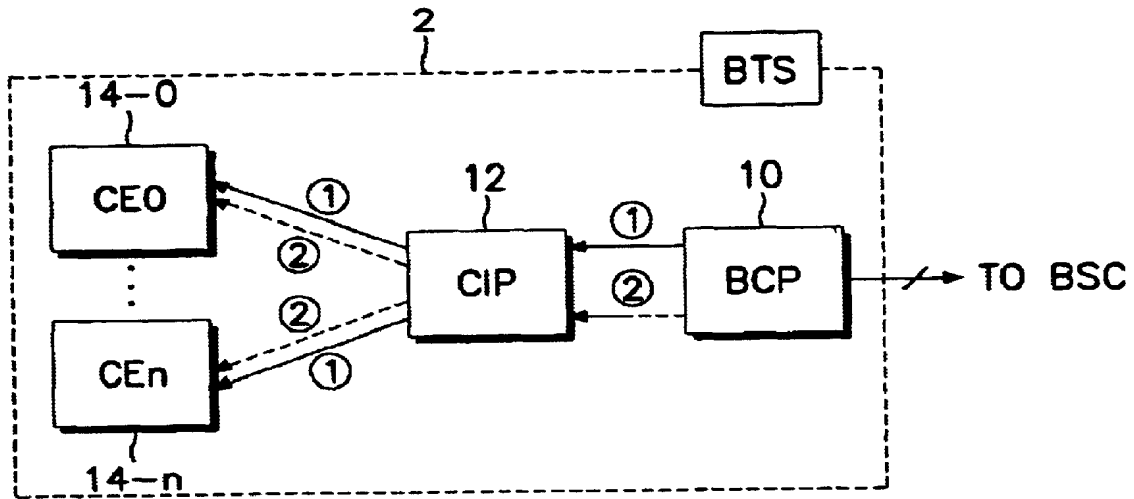 2
BTS
14-0
CE0
①
②
12
CIP
①
②
10
BCP
TO BSC
②
①
CEn
14-n